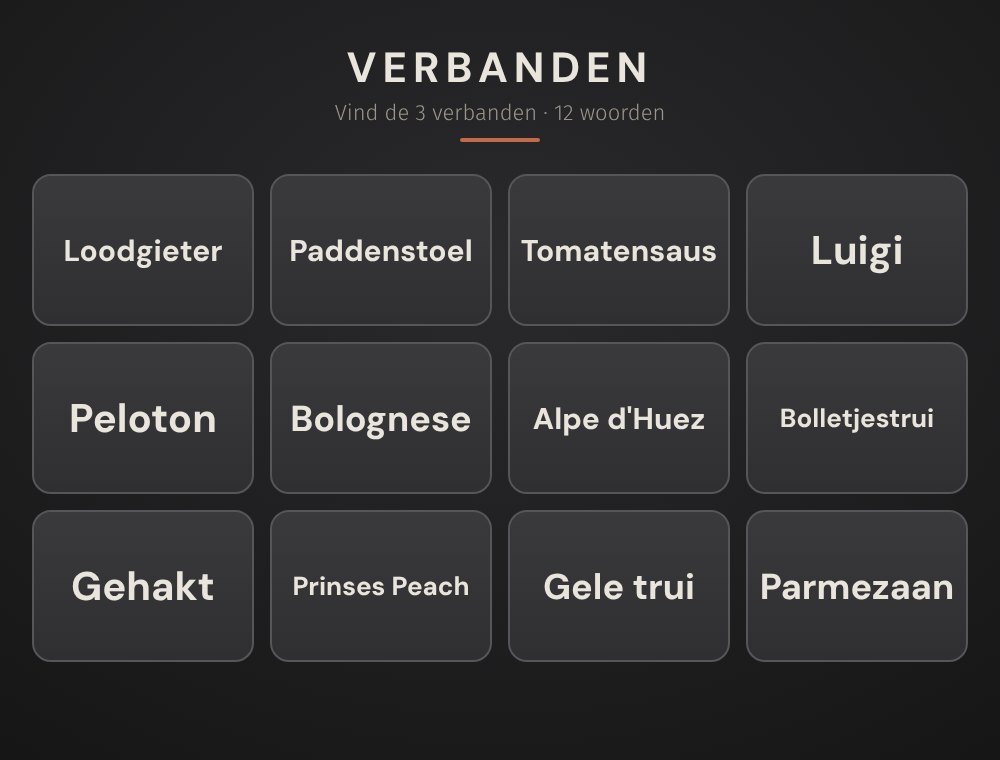 VERBANDEN
Vind de 3 verbanden · 12 woorden
Loodgieter
Paddenstoel
Tomatensaus
Luigi
Peloton
Bolognese
Alpe d'Huez
Bolletjestrui
Gehakt
Prinses Peach
Gele trui
Parmezaan